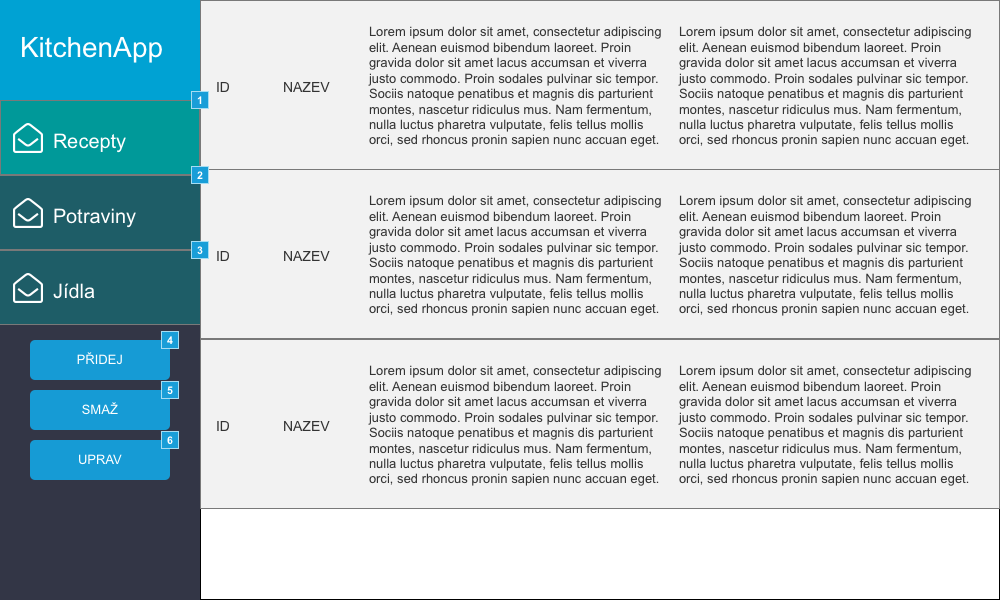 KitchenApp
1
Recepty
2
Potraviny
3
Jídla
4
PŘIDEJ
5
SMAŽ
6
UPRAV
ID
NAZEV
Lorem ipsum dolor sit amet, consectetur adipiscing
elit. Aenean euismod bibendum laoreet. Proin
gravida dolor sit amet lacus accumsan et viverra
justo commodo. Proin sodales pulvinar sic tempor.
Sociis natoque penatibus et magnis dis parturient
montes, nascetur ridiculus mus. Nam fermentum,
nulla luctus pharetra vulputate, felis tellus mollis
orci, sed rhoncus pronin sapien nunc accuan eget.
Lorem ipsum dolor sit amet, consectetur adipiscing
elit. Aenean euismod bibendum laoreet. Proin
gravida dolor sit amet lacus accumsan et viverra
justo commodo. Proin sodales pulvinar sic tempor.
Sociis natoque penatibus et magnis dis parturient
montes, nascetur ridiculus mus. Nam fermentum,
nulla luctus pharetra vulputate, felis tellus mollis
orci, sed rhoncus pronin sapien nunc accuan eget.
ID
NAZEV
Lorem ipsum dolor sit amet, consectetur adipiscing
elit. Aenean euismod bibendum laoreet. Proin
gravida dolor sit amet lacus accumsan et viverra
justo commodo. Proin sodales pulvinar sic tempor.
Sociis natoque penatibus et magnis dis parturient
montes, nascetur ridiculus mus. Nam fermentum,
nulla luctus pharetra vulputate, felis tellus mollis
orci, sed rhoncus pronin sapien nunc accuan eget.
Lorem ipsum dolor sit amet, consectetur adipiscing
elit. Aenean euismod bibendum laoreet. Proin
gravida dolor sit amet lacus accumsan et viverra
justo commodo. Proin sodales pulvinar sic tempor.
Sociis natoque penatibus et magnis dis parturient
montes, nascetur ridiculus mus. Nam fermentum,
nulla luctus pharetra vulputate, felis tellus mollis
orci, sed rhoncus pronin sapien nunc accuan eget.
ID
NAZEV
Lorem ipsum dolor sit amet, consectetur adipiscing
elit. Aenean euismod bibendum laoreet. Proin
gravida dolor sit amet lacus accumsan et viverra
justo commodo. Proin sodales pulvinar sic tempor.
Sociis natoque penatibus et magnis dis parturient
montes, nascetur ridiculus mus. Nam fermentum,
nulla luctus pharetra vulputate, felis tellus mollis
orci, sed rhoncus pronin sapien nunc accuan eget.
Lorem ipsum dolor sit amet, consectetur adipiscing
elit. Aenean euismod bibendum laoreet. Proin
gravida dolor sit amet lacus accumsan et viverra
justo commodo. Proin sodales pulvinar sic tempor.
Sociis natoque penatibus et magnis dis parturient
montes, nascetur ridiculus mus. Nam fermentum,
nulla luctus pharetra vulputate, felis tellus mollis
orci, sed rhoncus pronin sapien nunc accuan eget.